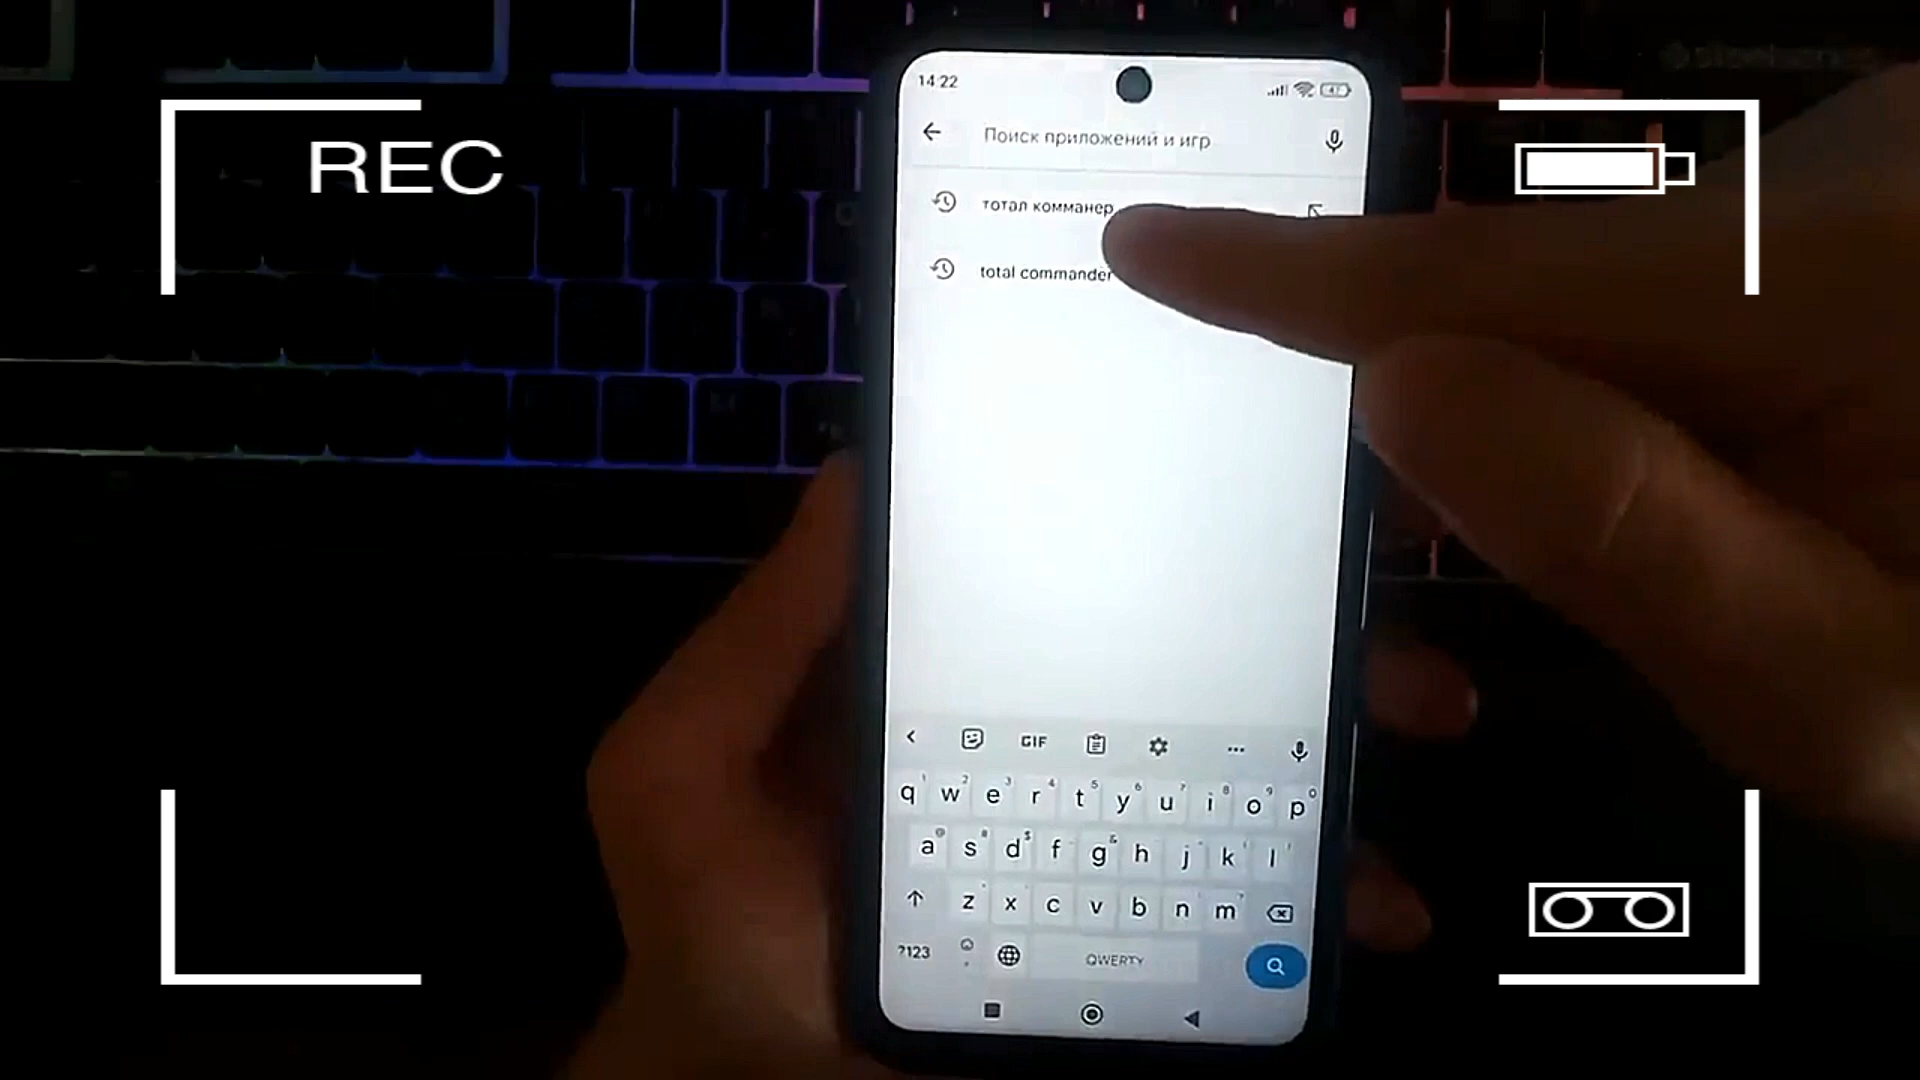 REC
14:22
Поиск приложений и игр
тотал комманер
total commander
GIF
q w e r t y u i o p
a s d f g h j k l
z x c v b n m
?123 QWERTY